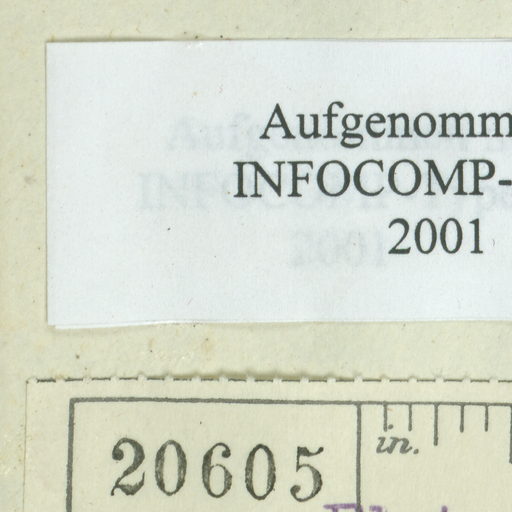 Aufgenomm
INFOCOMP-
2001
20605
in.